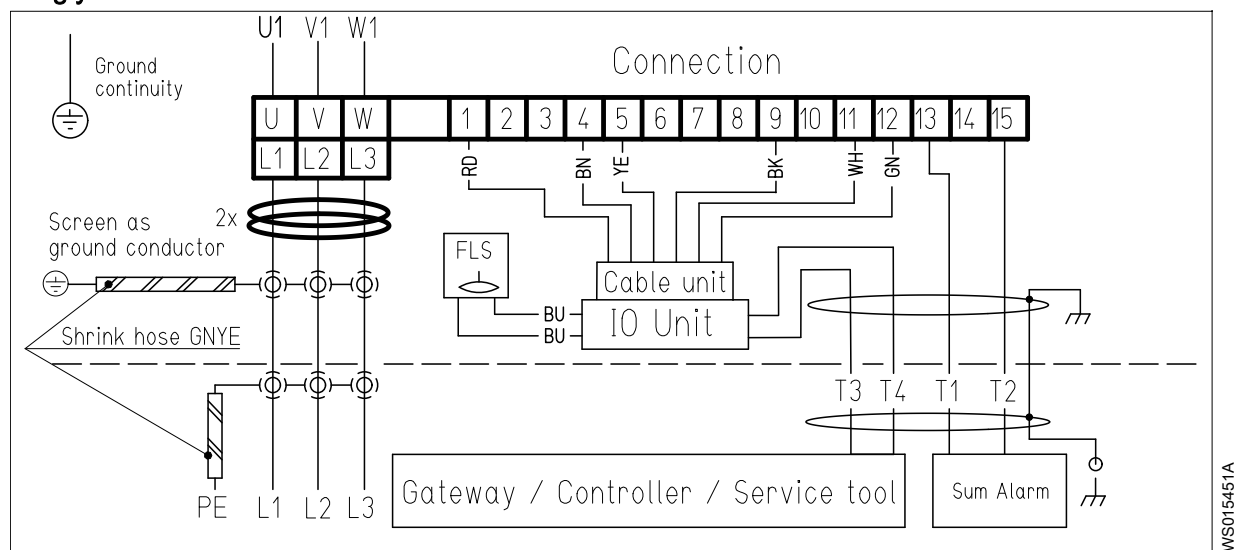 U1 V1 W1
Ground
continuity
Connection
U V W 1 2 3 4 5 6 7 8 9 10 11 12 13 14 15
L1 L2 L3
RD BN YE BK WH GN
2x
Screen as
ground conductor
FLS
Cable unit
BU
IO Unit
BU
Shrink hose GNYE
T3 T4 T1 T2
Gateway / Controller / Service tool
Sum Alarm
PE L1 L2 L3
WS015451A